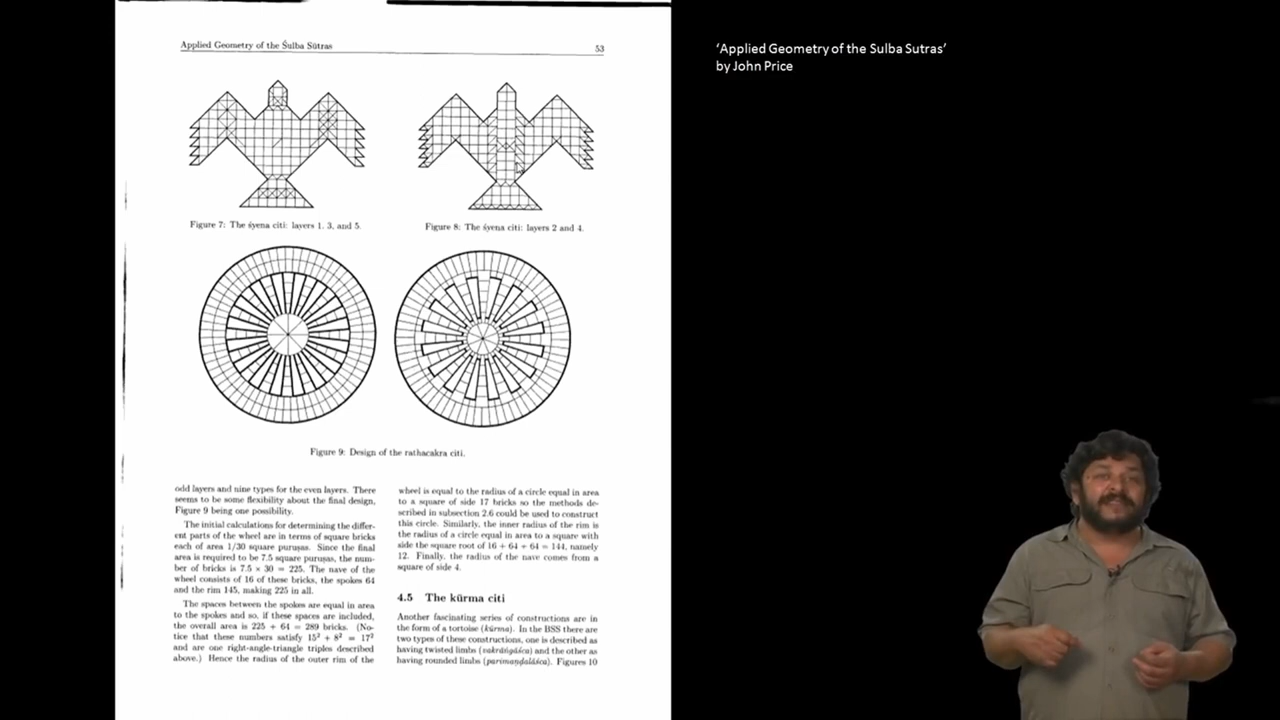 Applied Geometry of the Śulba Sūtras
53
Figure 7: The śyena citi: layers 1, 3, and 5.
Figure 8: The śyena citi: layers 2 and 4.
Figure 9: Design of the rathacakra citi.
odd layers and nine types for the even layers. There
seems to be some flexibility about the final design,
Figure 9 being one possibility.
The initial calculations for determining the differ-
ent parts of the wheel are in terms of square bricks
each of area 1/30 square puruṣas. Since the final
area is required to be 7.5 square puruṣas, the num-
ber of bricks is 7.5 × 30 = 225. The nave of the
wheel consists of 16 of these bricks, the spokes 64
and the rim 145, making 225 in all.
The spaces between the spokes are equal in area
to the spokes and so, if these spaces are included,
the overall area is 225 + 64 = 289 bricks. (No-
tice that these numbers satisfy 15² + 8² = 17²
and are one right-angle-triangle triples described
above.) Hence the radius of the outer rim of the
wheel is equal to the radius of a circle equal in area
to a square of side 17 bricks so the methods de-
scribed in subsection 2.6 could be used to construct
this circle. Similarly, the inner radius of the rim is
the radius of a circle equal in area to a square with
side the square root of 16 + 64 + 64 = 144, namely
12. Finally, the radius of the nave comes from a
square of side 4.
4.5 The kūrma citi
Another fascinating series of constructions are in
the form of a tortoise (kūrma). In the BSS there are
two types of these constructions, one is described as
having twisted limbs (vakrāṅgāśca) and the other as
having rounded limbs (parimaṇḍalāśca). Figures 10
‘Applied Geometry of the Sulba Sutras’
by John Price